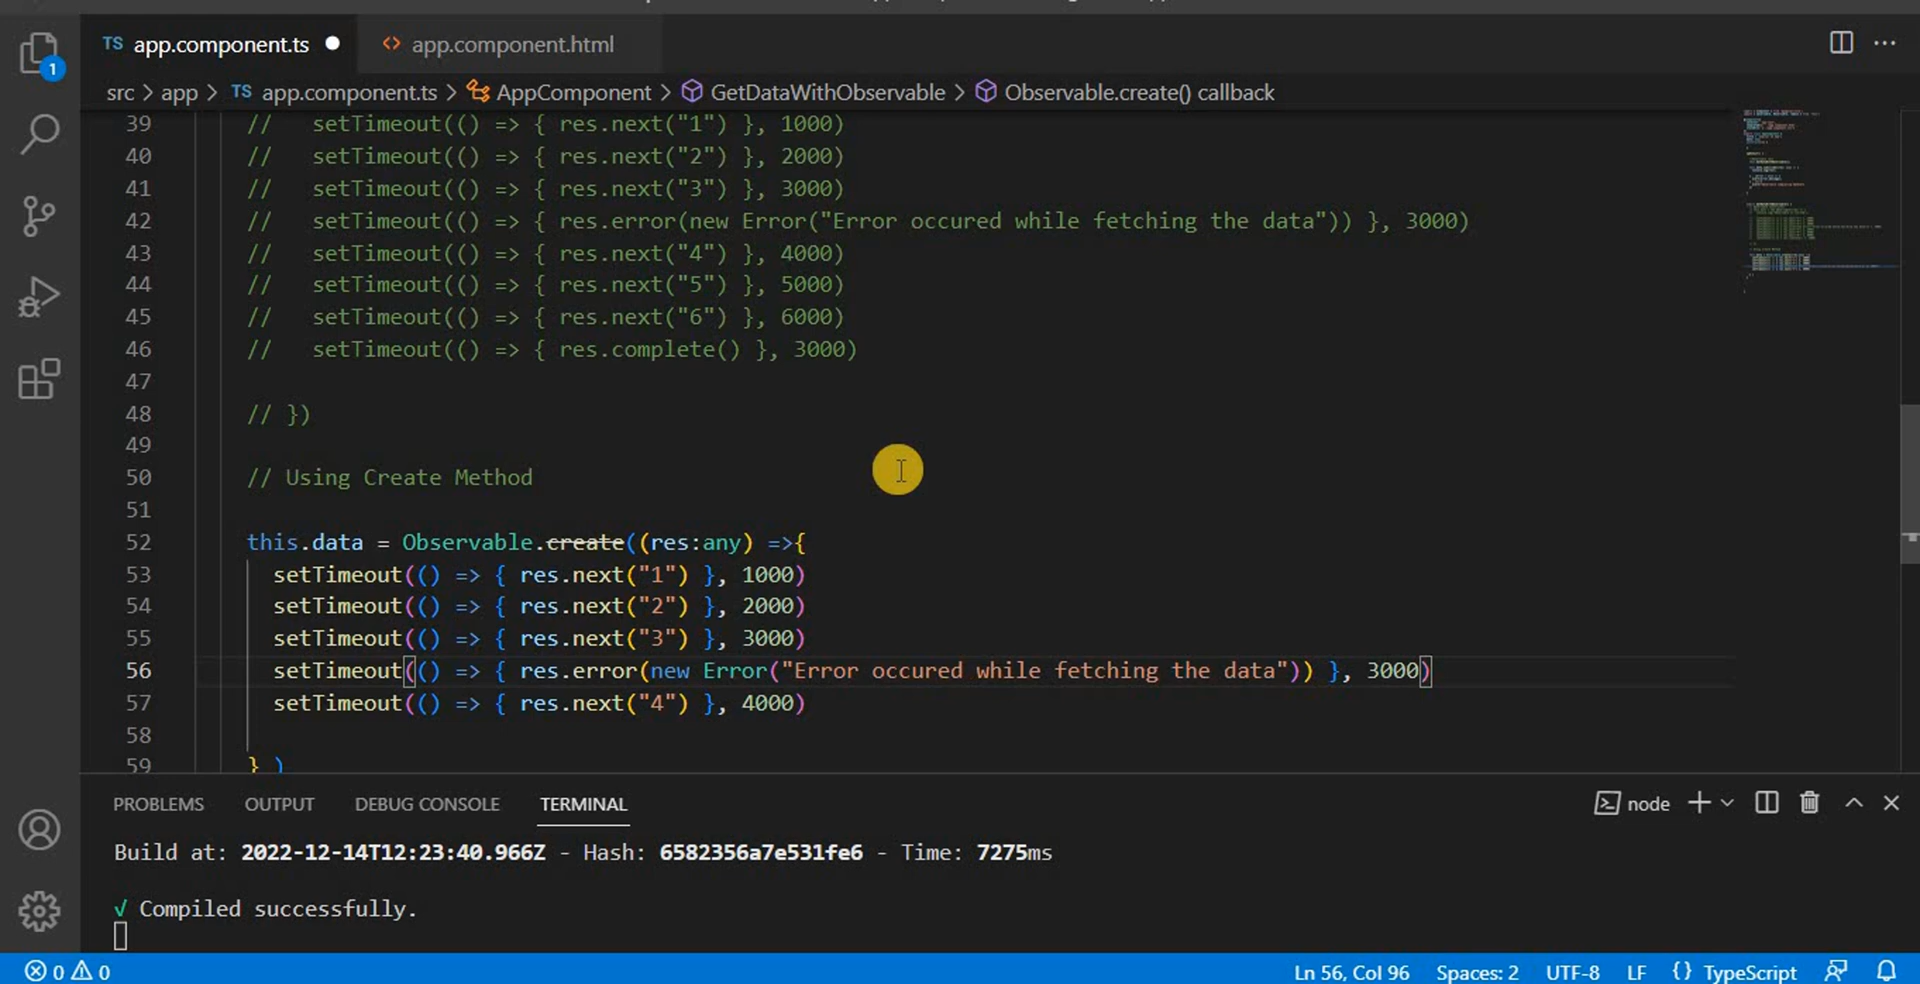 TS app.component.ts
<> app.component.html
1
src > app > TS app.component.ts > AppComponent > GetDataWithObservable > Observable.create() callback
39 // setTimeout(() => { res.next("1") }, 1000)
40 // setTimeout(() => { res.next("2") }, 2000)
41 // setTimeout(() => { res.next("3") }, 3000)
42 // setTimeout(() => { res.error(new Error("Error occured while fetching the data")) }, 3000)
43 // setTimeout(() => { res.next("4") }, 4000)
44 // setTimeout(() => { res.next("5") }, 5000)
45 // setTimeout(() => { res.next("6") }, 6000)
46 // setTimeout(() => { res.complete() }, 3000)
47
48 // })
49
50 // Using Create Method
51
52 this.data = Observable.create((res:any) =>{
53 setTimeout(() => { res.next("1") }, 1000)
54 setTimeout(() => { res.next("2") }, 2000)
55 setTimeout(() => { res.next("3") }, 3000)
56 setTimeout(() => { res.error(new Error("Error occured while fetching the data")) }, 3000)
57 setTimeout(() => { res.next("4") }, 4000)
58
59 } )
PROBLEMS OUTPUT DEBUG CONSOLE TERMINAL node
Build at: 2022-12-14T12:23:40.966Z - Hash: 6582356a7e531fe6 - Time: 7275ms
√ Compiled successfully.
0 0 Ln 56, Col 96 Spaces: 2 UTF-8 LF {} TypeScript